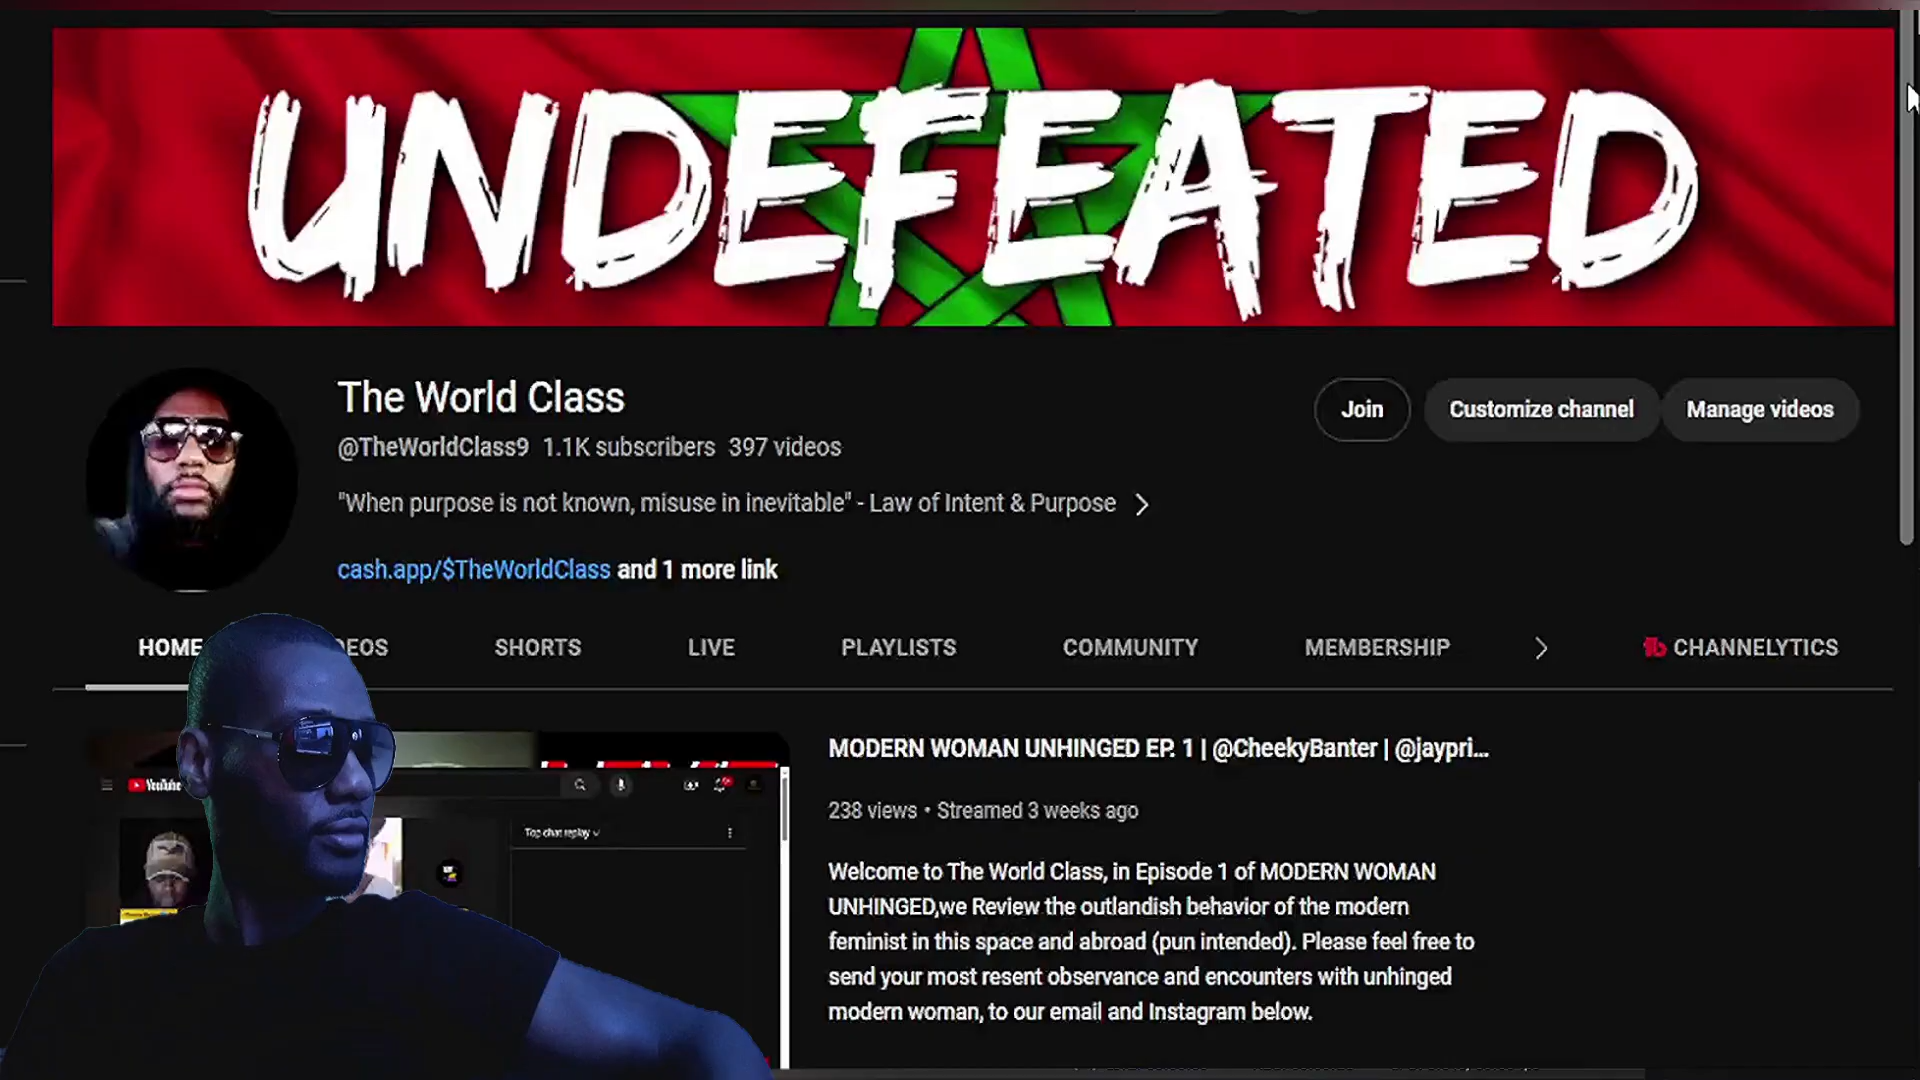 UNDEFEATED
The World Class
@TheWorldClass9 1.1K subscribers 397 videos
"When purpose is not known, misuse in inevitable" - Law of Intent & Purpose
cash.app/$TheWorldClass and 1 more link
Join
Customize channel
Manage videos
HOME
DEOS
SHORTS
LIVE
PLAYLISTS
COMMUNITY
MEMBERSHIP
CHANNELYTICS
YouTube
Top chat replay
MODERN WOMAN UNHINGED EP. 1 | @CheekyBanter | @jaypri...
238 views • Streamed 3 weeks ago
Welcome to The World Class, in Episode 1 of MODERN WOMAN
UNHINGED,we Review the outlandish behavior of the modern
feminist in this space and abroad (pun intended). Please feel free to
send your most resent observance and encounters with unhinged
modern woman, to our email and Instagram below.